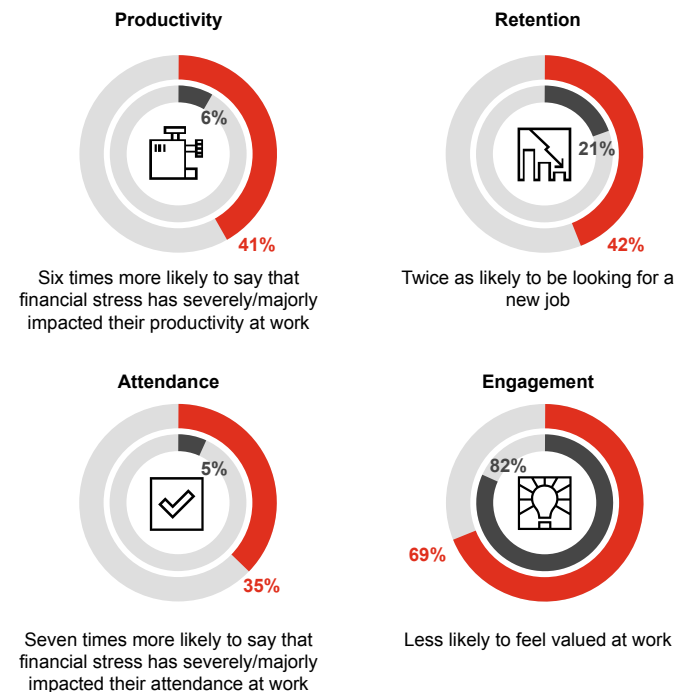 Productivity
6%
41%
Six times more likely to say that
financial stress has severely/majorly
impacted their productivity at work
Retention
21%
42%
Twice as likely to be looking for a
new job
Attendance
5%
35%
Seven times more likely to say that
financial stress has severely/majorly
impacted their attendance at work
Engagement
82%
69%
Less likely to feel valued at work